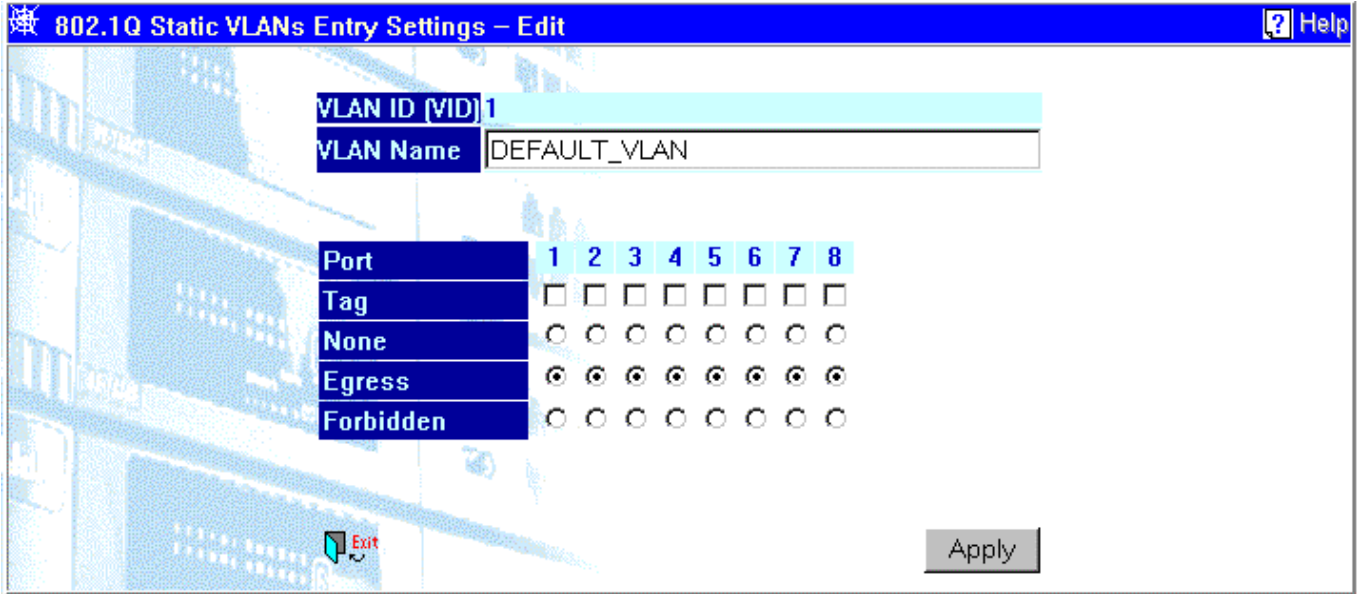 802.1Q Static VLANs Entry Settings – Edit
? Help
VLAN ID (VID) 1
VLAN Name DEFAULT_VLAN
Port 1 2 3 4 5 6 7 8
Tag
None
Egress
Forbidden
Exit
Apply